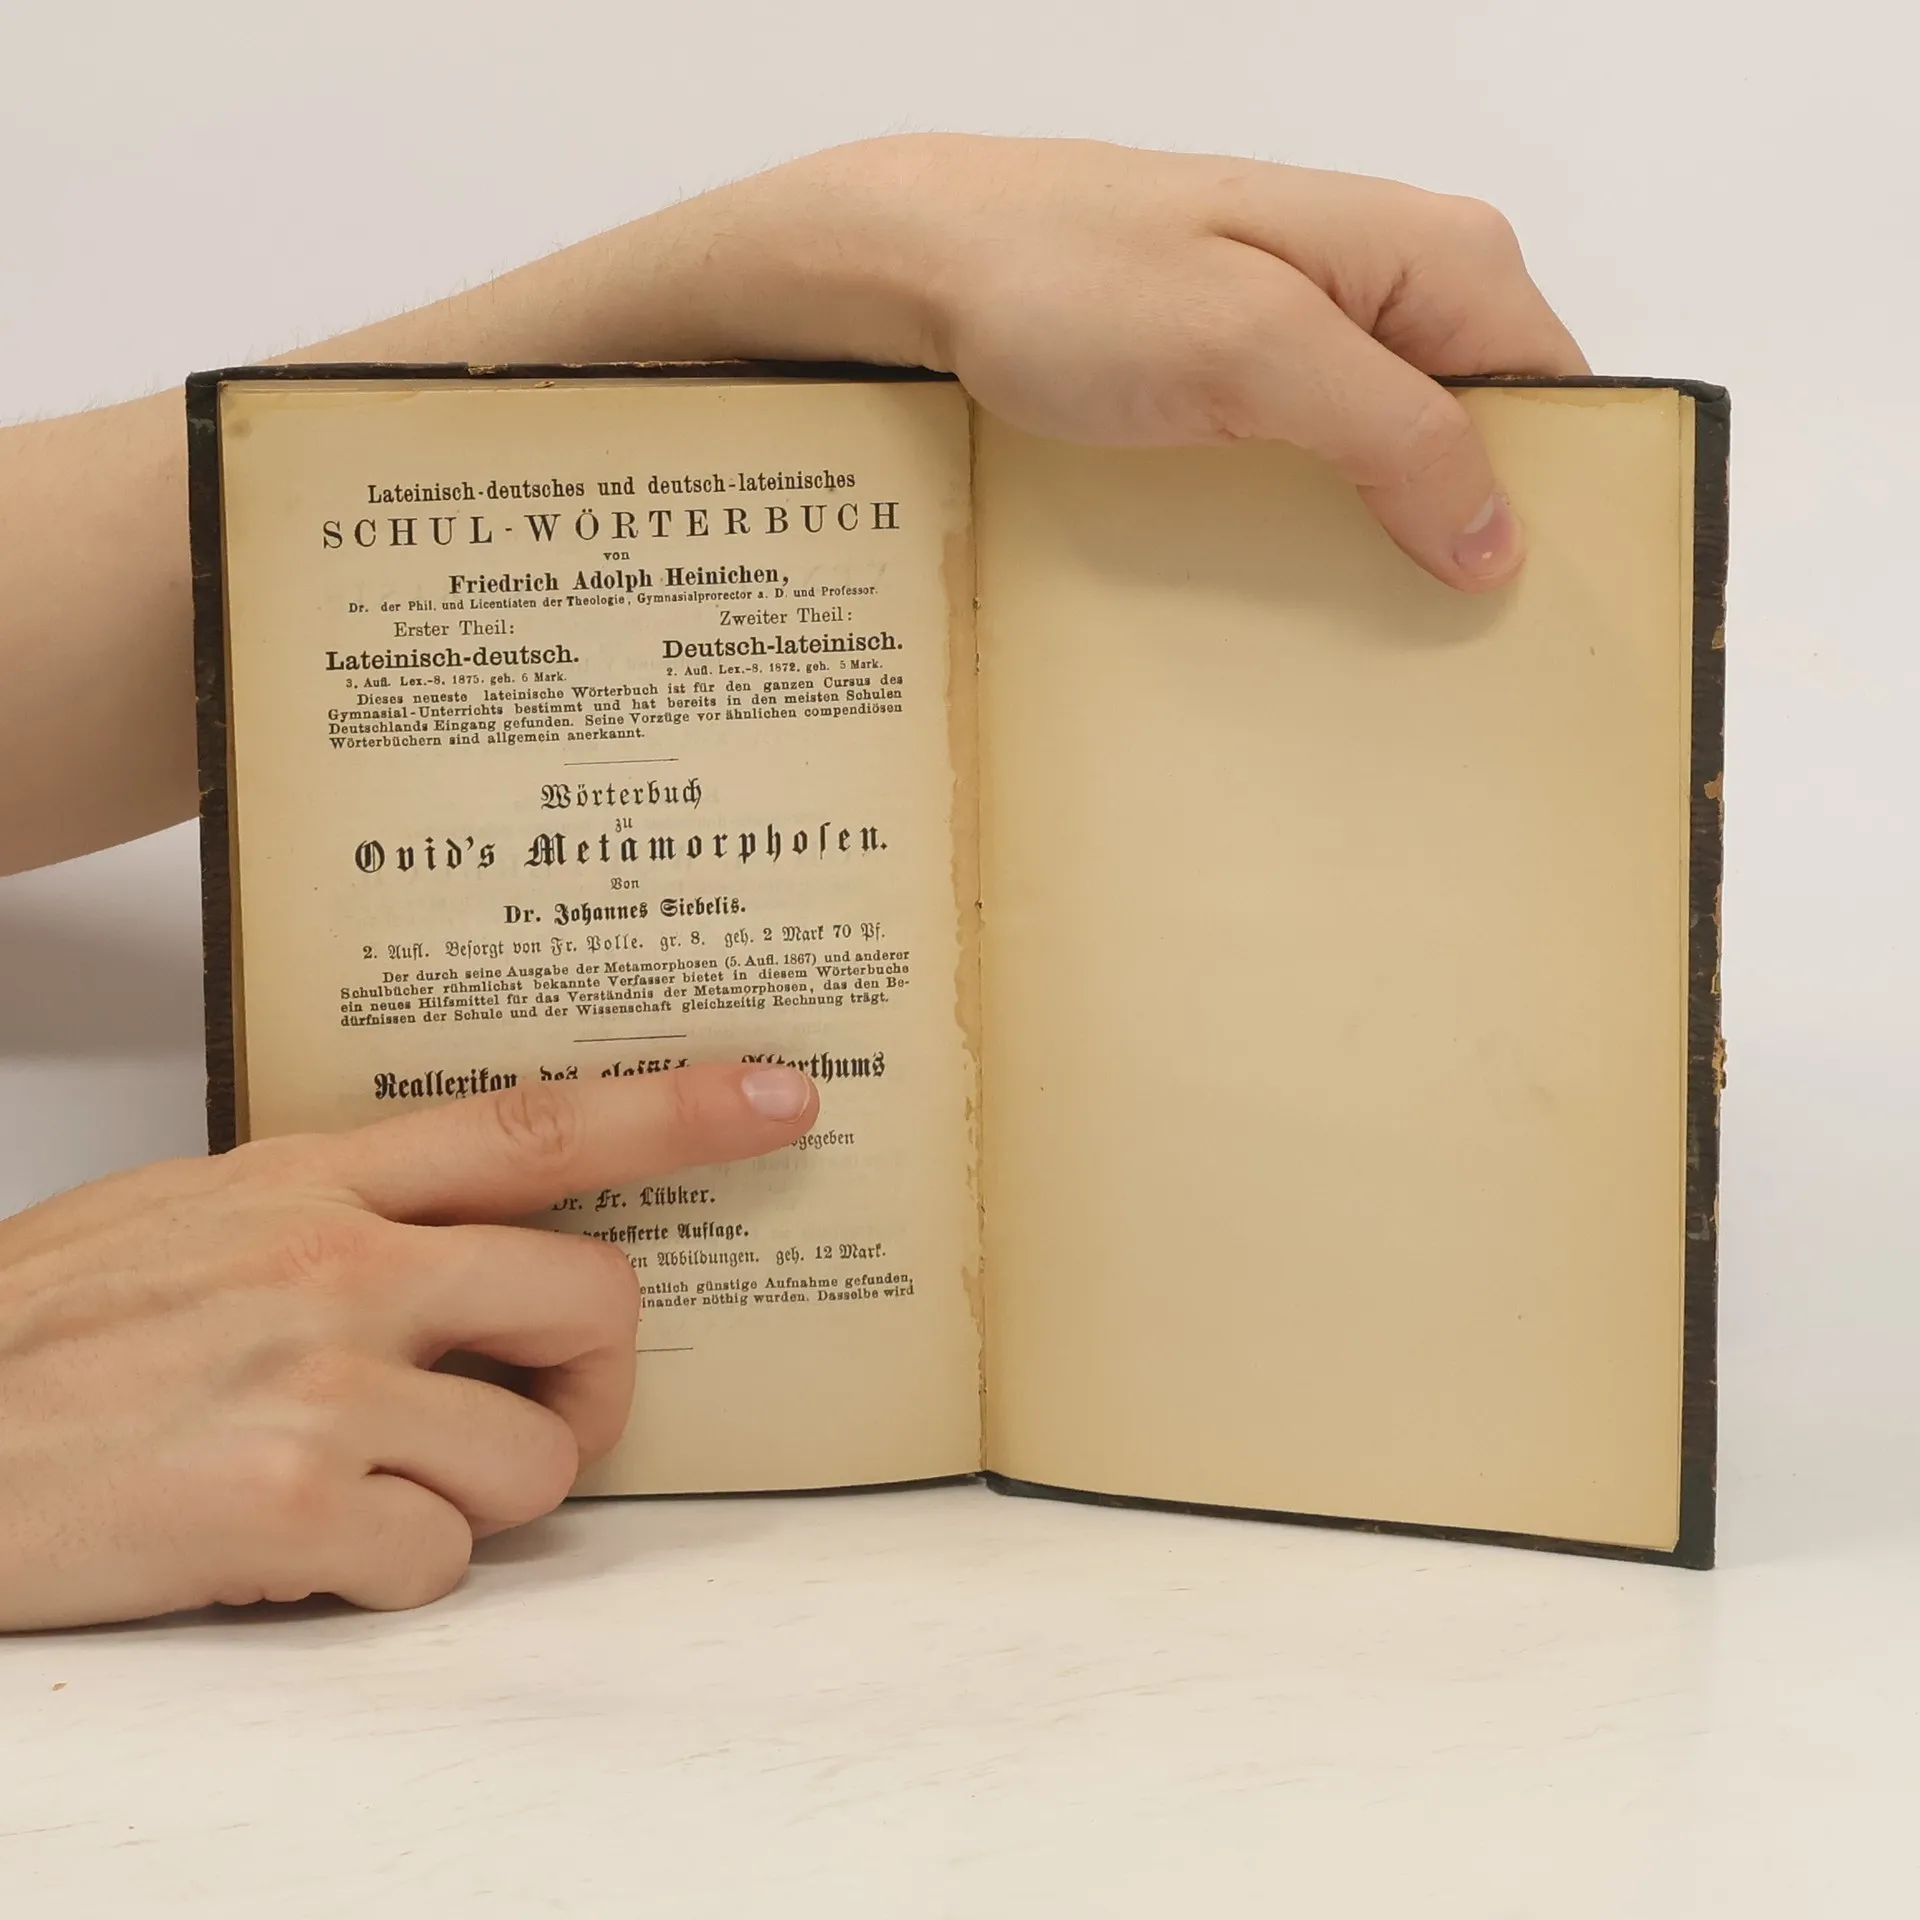 Lateinisch-deutsches und deutsch-lateinisches
SCHUL-WÖRTERBUCH
von
Friedrich Adolph Heinichen,
Dr. der Phil. und Licentiaten der Theologie, Gymnasialprorector a. D. und Professor.
Erster Theil:
Lateinisch-deutsch.
3. Aufl. Lex.-8. 1875. geh. 6 Mark.
Zweiter Theil:
Deutsch-lateinisch.
2. Aufl. Lex.-8. 1872. geh. 5 Mark.
Dieses neueste lateinische Wörterbuch ist für den ganzen Cursus des
Gymnasial-Unterrichts bestimmt und hat bereits in den meisten Schulen
Deutschlands Eingang gefunden. Seine Vorzüge vor ähnlichen compendiösen
Wörterbüchern sind allgemein anerkannt.
Wörterbuch
zu
Ovid's Metamorphosen.
Von
Dr. Johannes Siebelis.
2. Aufl. Besorgt von Fr. Polle. gr. 8. geh. 2 Mark 70 Pf.
Der durch seine Ausgabe der Metamorphosen (5. Aufl. 1867) und anderer
Schulbücher rühmlichst bekannte Verfasser bietet in diesem Wörterbuche
ein neues Hilfsmittel für das Verständnis der Metamorphosen, das den Be-
dürfnissen der Schule und der Wissenschaft gleichzeitig Rechnung trägt.
Reallexikon des
Dr. Fr. Lübker.
verbesserte Auflage.
Abbildungen. geh. 12 Mark.
günstige Aufnahme gefunden,
nöthig wurden. Dasselbe wird